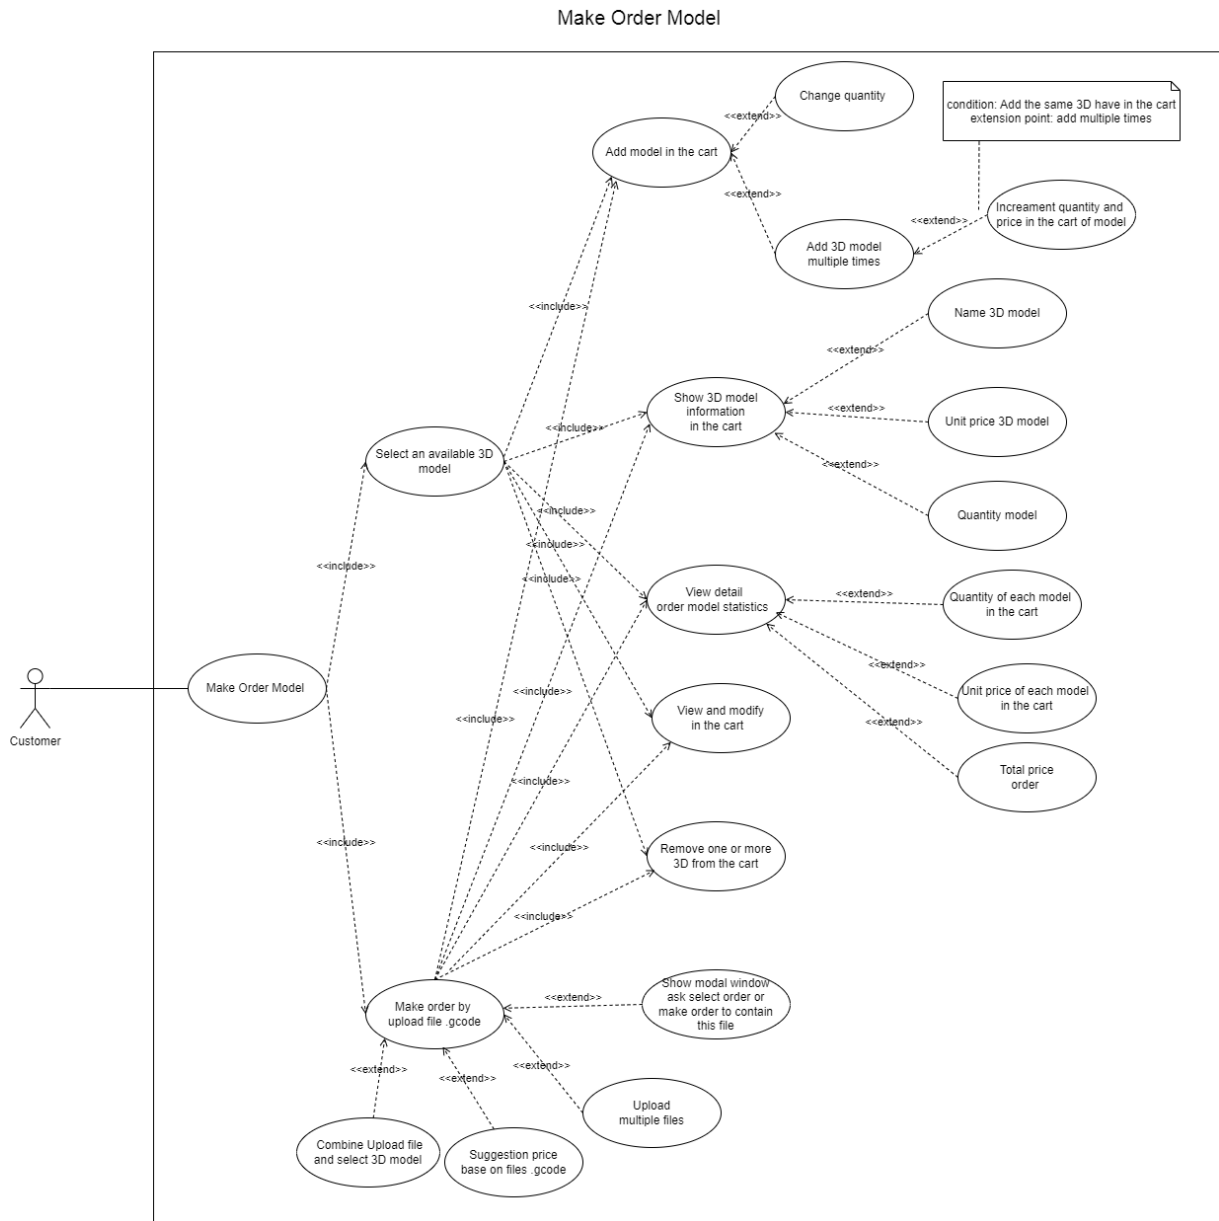 Make Order Model
Change quantity
condition: Add the same 3D have in the cart
extension point: add multiple times
<<extend>>
Add model in the cart
<<extend>>
Increament quantity and
price in the cart of model
<<extend>>
Add 3D model
multiple times
<<include>>
Name 3D model
<<extend>>
Show 3D model
information
in the cart
<<extend>>
Unit price 3D model
<<include>>
Select an available 3D
model
<<extend>>
Quantity model
<<include>>
<<include>>
<<include>>
<<include>>
View detail
order model statistics
<<extend>>
Quantity of each model
in the cart
<<extend>>
Unit price of each model
in the cart
Make Order Model
Customer
<<include>>
<<include>>
View and modify
in the cart
<<extend>>
Total price
order
<<include>>
<<include>>
<<include>>
Remove one or more
3D from the cart
<<include>>
Make order by
upload file .gcode
<<extend>>
Show modal window
ask select order or
make order to contain
this file
<<extend>>
<<extend>>
<<extend>>
Upload
multiple files
Combine Upload file
and select 3D model
Suggestion price
base on files .gcode